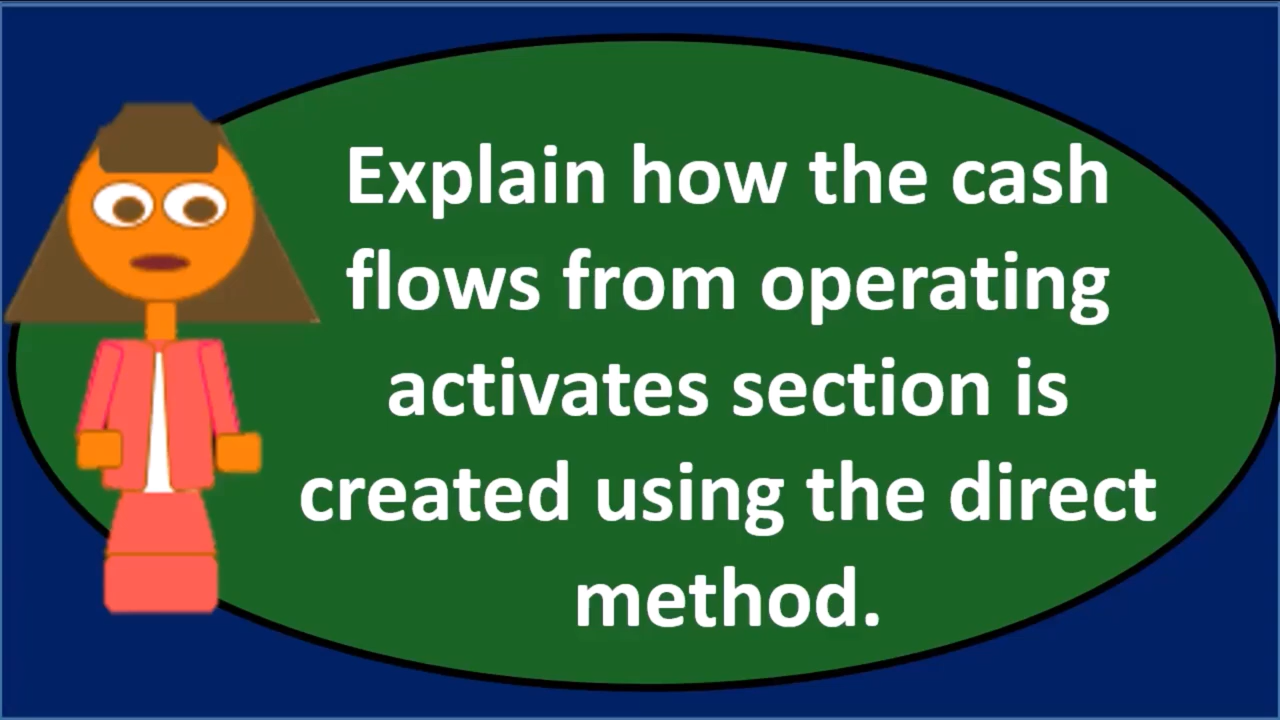 Explain how the cash
flows from operating
activates section is
created using the direct
method.